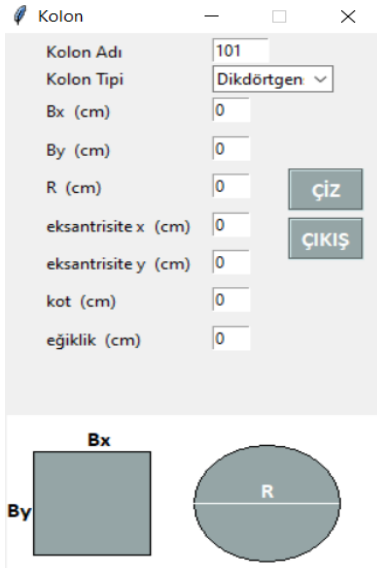 Kolon
Kolon Adı 101
Kolon Tipi Dikdörtgen
Bx (cm) 0
By (cm) 0
R (cm) 0
ÇİZ
eksantrisite x (cm) 0
ÇIKIŞ
eksantrisite y (cm) 0
kot (cm) 0
eğiklik (cm) 0
Bx
By
R